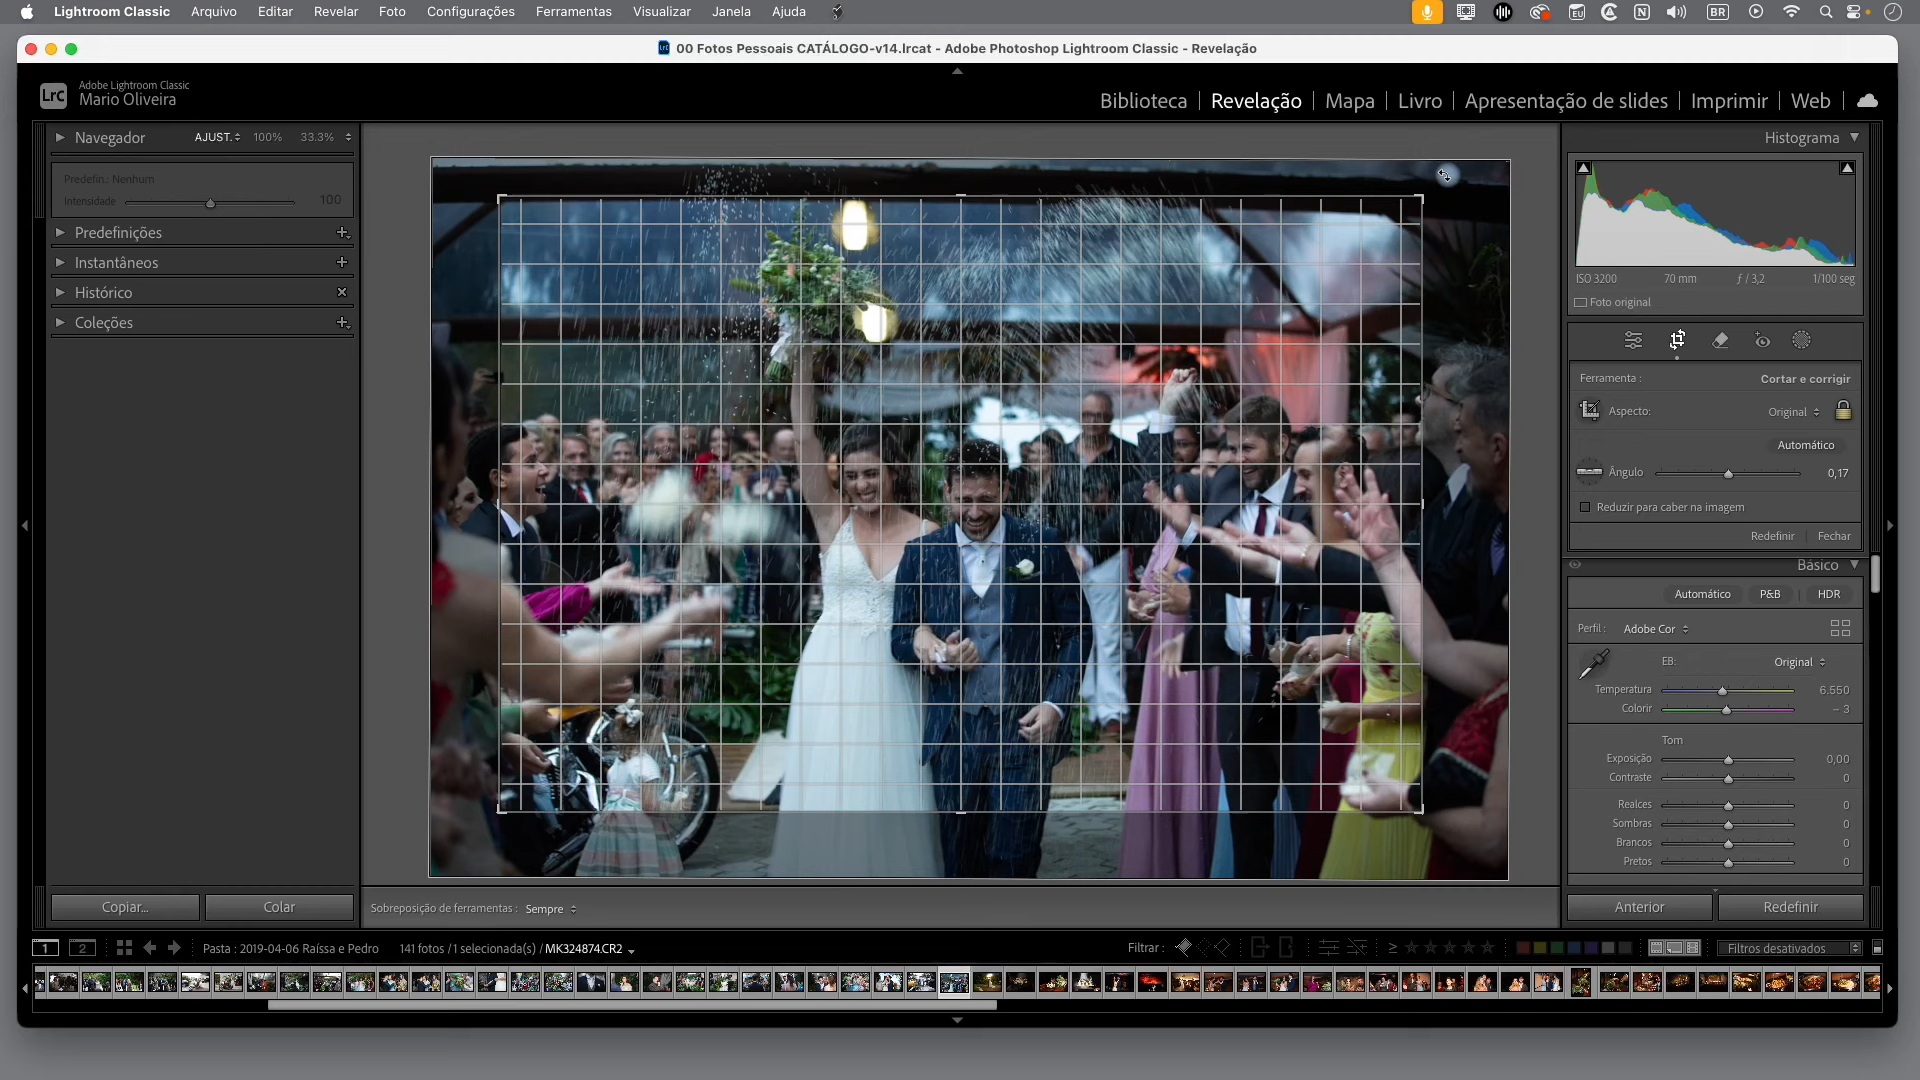 Lightroom Classic Arquivo Editar Revelar Foto Configurações Ferramentas Visualizar Janela Ajuda EU BR
00 Fotos Pessoais CATÁLOGO-v14.lrcat - Adobe Photoshop Lightroom Classic - Revelação
LrC Adobe Lightroom Classic
Mario Oliveira
Biblioteca | Revelação | Mapa | Livro | Apresentação de slides | Imprimir | Web
Navegador AJUST. 100% 33.3%
Predefin.: Nenhum
Intensidade 100
Predefinições
Instantâneos
Histórico
Coleções
Copiar... Colar
Sobreposição de ferramentas : Sempre
Histograma
ISO 3200 70 mm ƒ / 3,2 1/100 seg
Foto original
Ferramenta : Cortar e corrigir
Aspecto: Original
Automático
Ângulo 0,17
Reduzir para caber na imagem
Redefinir Fechar
Básico
Automático P&B HDR
Perfil : Adobe Cor
EB: Original
Temperatura 6.550
Colorir – 3
Tom
Exposição 0,00
Contraste 0
Realces 0
Sombras 0
Brancos 0
Pretos 0
Anterior Redefinir
1 2 Pasta : 2019-04-06 Raíssa e Pedro 141 fotos / 1 selecionada(s) / MK324874.CR2 Filtrar : ≥ Filtros desativados